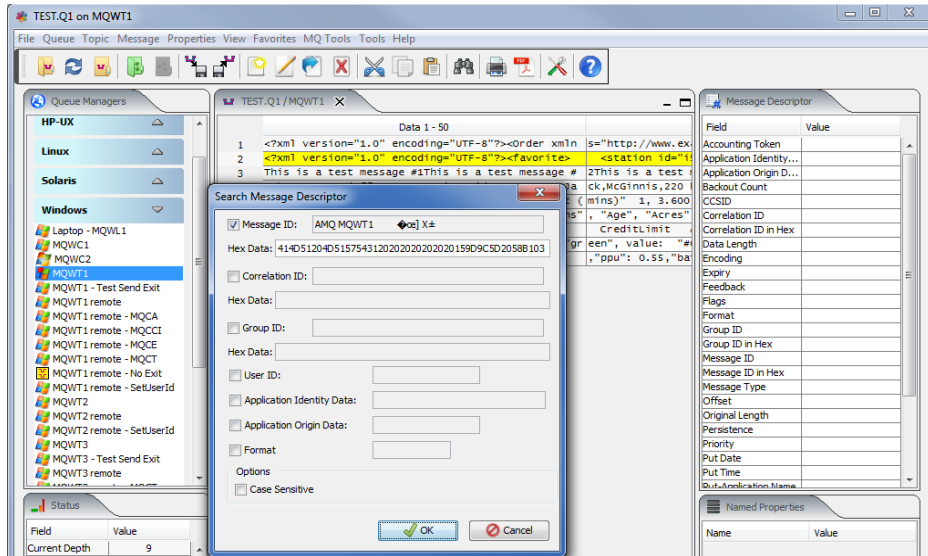 TEST.Q1 on MQWT1
File Queue Topic Message Properties View Favorites MQ Tools Tools Help
Queue Managers
HP-UX
Linux
Solaris
Windows
Laptop - MQWL1
MQWC1
MQWC2
MQWT1
MQWT1 - Test Send Exit
MQWT1 remote
MQWT1 remote - MQCA
MQWT1 remote - MQCCI
MQWT1 remote - MQCE
MQWT1 remote - MQCT
MQWT1 remote - No Exit
MQWT1 remote - SetUserId
MQWT2
MQWT2 remote
MQWT2 remote - SetUserId
MQWT3
MQWT3 - Test Send Exit
MQWT3 remote
Status
Field Value
Current Depth 9
TEST.Q1 / MQWT1
Data 1 - 50
1 <?xml version="1.0" encoding="UTF-8"?><Order xmln s="http://www.ex
2 <?xml version="1.0" encoding="UTF-8"?><favorite> <station id="i
3 This is a test message #1This is a test message # 2This is a test
ck,McGinnis,220
(mins)" 1, 3.600
, "Age", "Acres"
CreditLimit
green", value: "#
,"ppu": 0.55,"ba
Search Message Descriptor
Message ID: AMQ MQWT1 �œ] X±
Hex Data: 414D51204D5157543120202020202020159D9C5D2058B103
Correlation ID:
Hex Data:
Group ID:
Hex Data:
User ID:
Application Identity Data:
Application Origin Data:
Format
Options
Case Sensitive
OK Cancel
Message Descriptor
Field Value
Accounting Token
Application Identity...
Application Origin D...
Backout Count
CCSID
Correlation ID
Correlation ID in Hex
Data Length
Encoding
Expiry
Feedback
Flags
Format
Group ID
Group ID in Hex
Message ID
Message ID in Hex
Message Type
Offset
Original Length
Persistence
Priority
Put Date
Put Time
Put-Application Name
Named Properties
Name Value